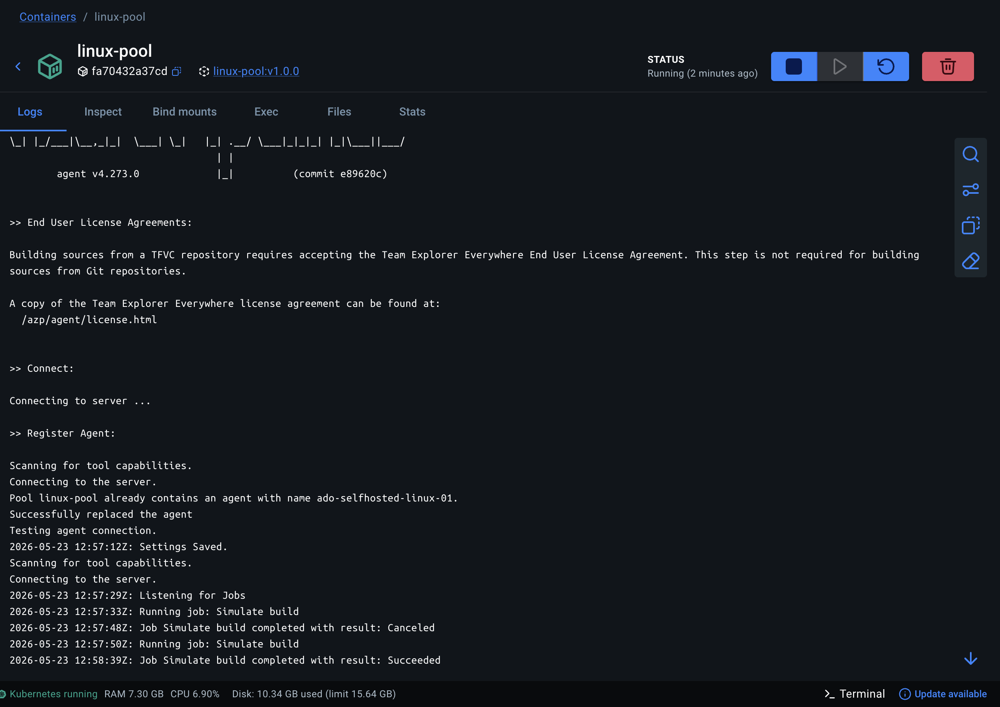 Containers / linux-pool
linux-pool
fa70432a37cd linux-pool:v1.0.0
STATUS
Running (2 minutes ago)
Logs Inspect Bind mounts Exec Files Stats
\_| |_/___|\__,_|_|  \___| \_|   |_| .__/ \___|_|_|_| |_|\___||___/
| |
agent v4.273.0 |_| (commit e89620c)
>> End User License Agreements:
Building sources from a TFVC repository requires accepting the Team Explorer Everywhere End User License Agreement. This step is not required for building
sources from Git repositories.
A copy of the Team Explorer Everywhere license agreement can be found at:
/azp/agent/license.html
>> Connect:
Connecting to server ...
>> Register Agent:
Scanning for tool capabilities.
Connecting to the server.
Pool linux-pool already contains an agent with name ado-selfhosted-linux-01.
Successfully replaced the agent
Testing agent connection.
2026-05-23 12:57:12Z: Settings Saved.
Scanning for tool capabilities.
Connecting to the server.
2026-05-23 12:57:29Z: Listening for Jobs
2026-05-23 12:57:33Z: Running job: Simulate build
2026-05-23 12:57:48Z: Job Simulate build completed with result: Canceled
2026-05-23 12:57:50Z: Running job: Simulate build
2026-05-23 12:58:39Z: Job Simulate build completed with result: Succeeded
Kubernetes running RAM 7.30 GB CPU 6.90% Disk: 10.34 GB used (limit 15.64 GB) >_ Terminal Update available